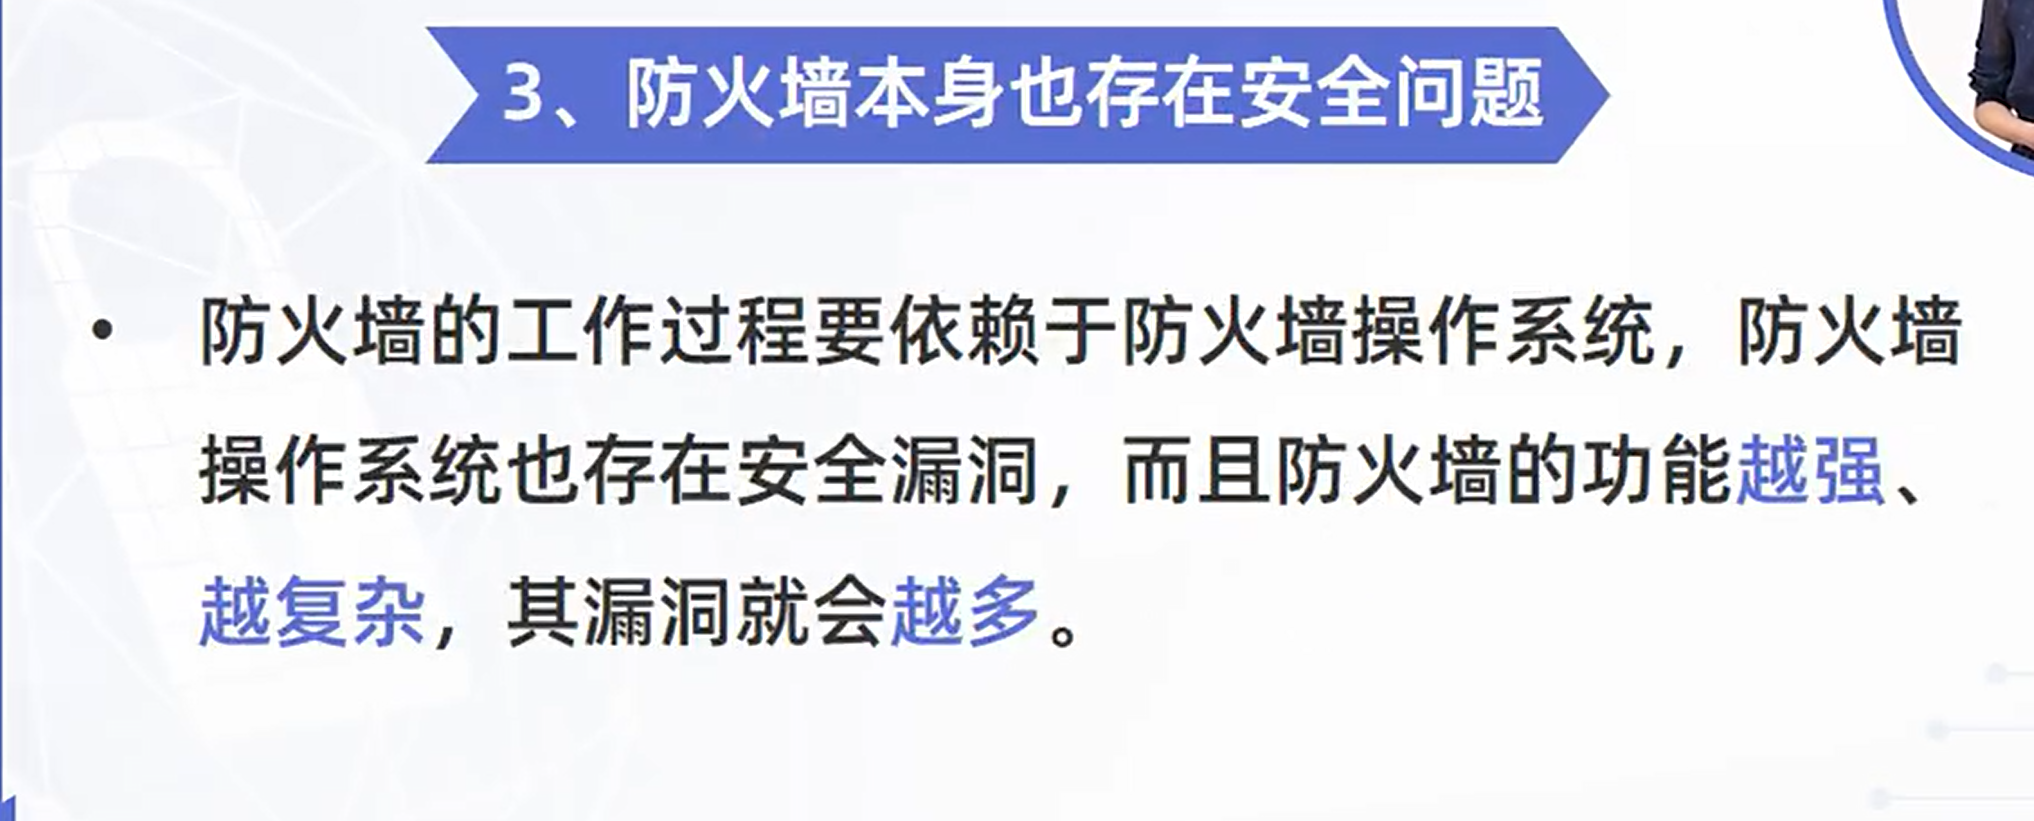 3、防火墙本身也存在安全问题
• 防火墙的工作过程要依赖于防火墙操作系统，防火墙
操作系统也存在安全漏洞，而且防火墙的功能越强、
越复杂，其漏洞就会越多。